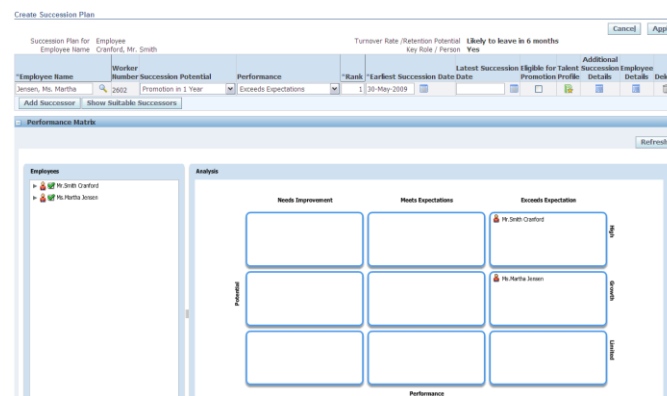 Create Succession Plan
Cancel App
Succession Plan for Employee
Turnover Rate /Retention Potential Likely to leave in 6 months
Employee Name Cranford, Mr. Smith
Key Role / Person Yes
*Employee Name
Worker Number
Succession Potential
Performance
*Rank
*Earliest Succession Date
Latest Succession Date
Eligible for Promotion
Talent Profile
Additional Succession Details
Employee Details
Del
Jensen, Ms. Martha 2602 Promotion in 1 Year Exceeds Expectations 1 30-May-2009
Add Successor Show Suitable Successors
Performance Matrix
Refresh
Employees
Mr.Smith Cranford
Ms.Martha Jensen
Analysis
Needs Improvement Meets Expectations Exceeds Expectation
Mr.Smith Cranford
High
Ms.Martha Jensen
Potential
Growth
Limited
Performance